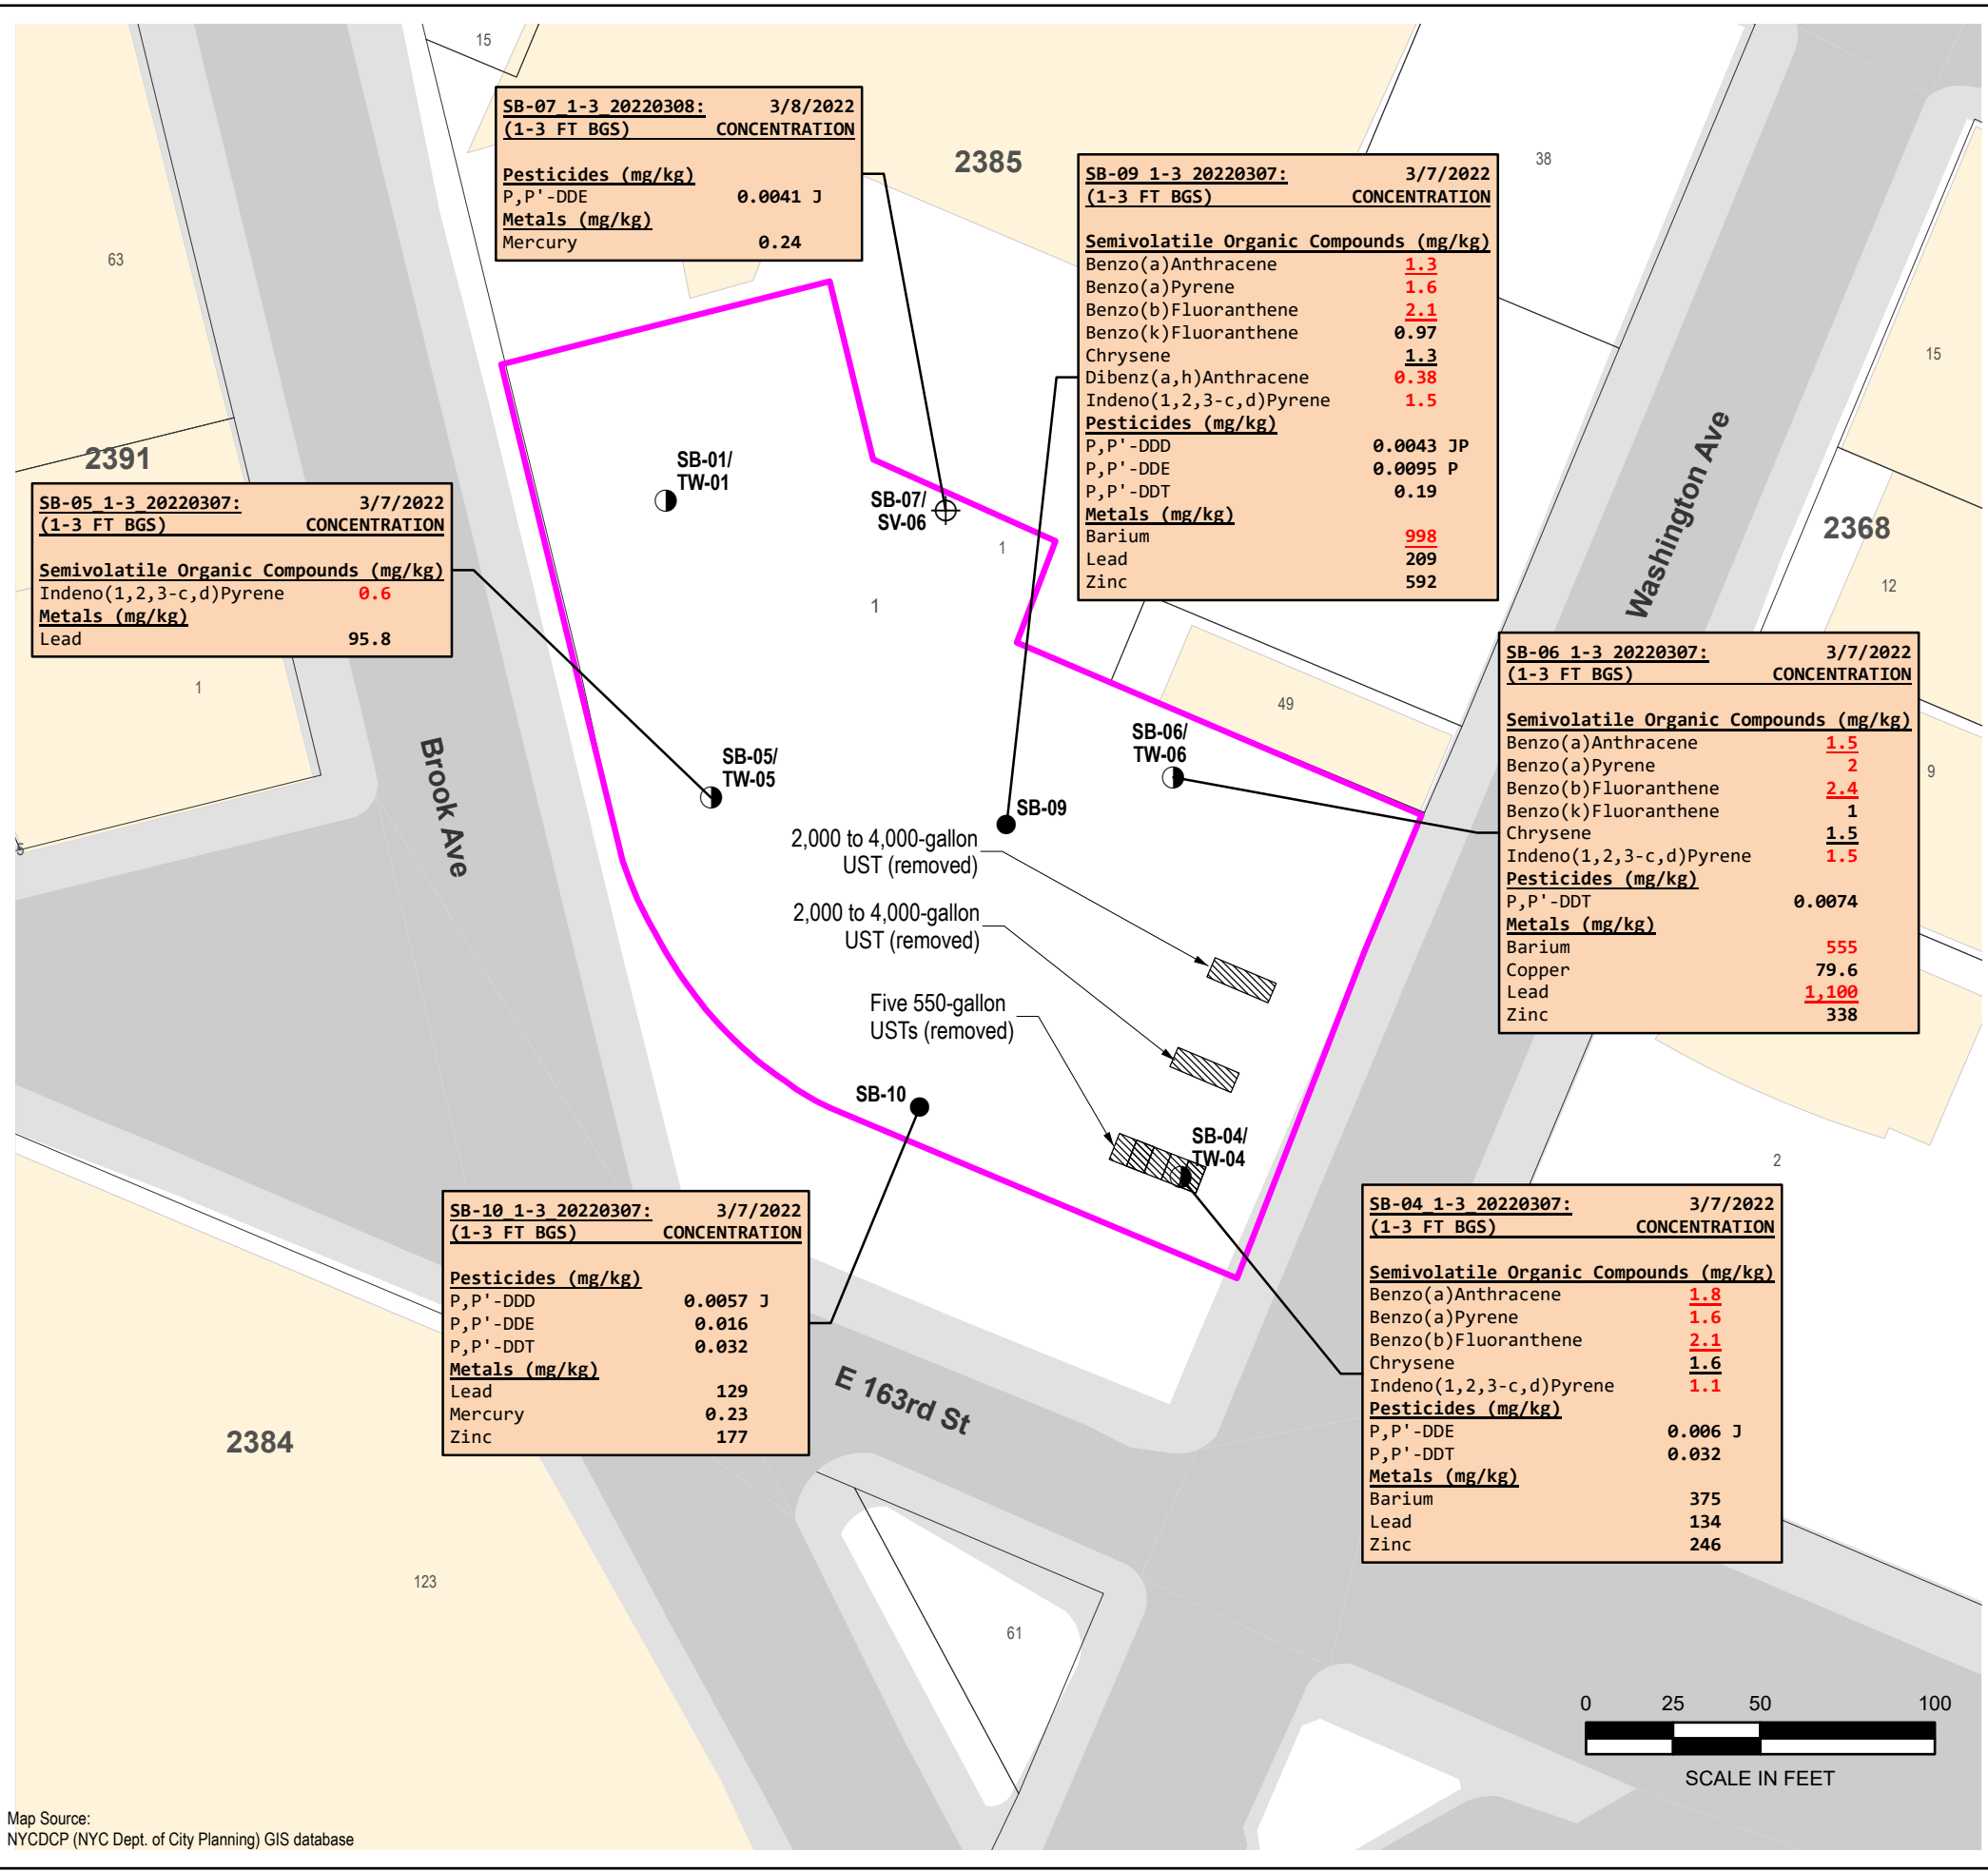 15
SB-07_1-3_20220308: 3/8/2022
(1-3 FT BGS) CONCENTRATION
Pesticides (mg/kg)
P,P'-DDE 0.0041 J
Metals (mg/kg)
Mercury 0.24
2385
38
SB-09_1-3_20220307: 3/7/2022
(1-3 FT BGS) CONCENTRATION
Semivolatile Organic Compounds (mg/kg)
Benzo(a)Anthracene 1.3
Benzo(a)Pyrene 1.6
Benzo(b)Fluoranthene 2.1
Benzo(k)Fluoranthene 0.97
Chrysene 1.3
Dibenz(a,h)Anthracene 0.38
Indeno(1,2,3-c,d)Pyrene 1.5
Pesticides (mg/kg)
P,P'-DDD 0.0043 JP
P,P'-DDE 0.0095 P
P,P'-DDT 0.19
Metals (mg/kg)
Barium 998
Lead 209
Zinc 592
63
15
2391
SB-05_1-3_20220307: 3/7/2022
(1-3 FT BGS) CONCENTRATION
Semivolatile Organic Compounds (mg/kg)
Indeno(1,2,3-c,d)Pyrene 0.6
Metals (mg/kg)
Lead 95.8
SB-01/
TW-01
SB-07/
SV-06
1
1
Washington Ave
2368
12
1
49
SB-06_1-3_20220307: 3/7/2022
(1-3 FT BGS) CONCENTRATION
Semivolatile Organic Compounds (mg/kg)
Benzo(a)Anthracene 1.5
Benzo(a)Pyrene 2
Benzo(b)Fluoranthene 2.4
Benzo(k)Fluoranthene 1
Chrysene 1.5
Indeno(1,2,3-c,d)Pyrene 1.5
Pesticides (mg/kg)
P,P'-DDT 0.0074
Metals (mg/kg)
Barium 555
Copper 79.6
Lead 1,100
Zinc 338
9
Brook Ave
SB-05/
TW-05
SB-06/
TW-06
SB-09
5
2,000 to 4,000-gallon
UST (removed)
2,000 to 4,000-gallon
UST (removed)
Five 550-gallon
USTs (removed)
SB-10
SB-04/
TW-04
2
SB-10_1-3_20220307: 3/7/2022
(1-3 FT BGS) CONCENTRATION
Pesticides (mg/kg)
P,P'-DDD 0.0057 J
P,P'-DDE 0.016
P,P'-DDT 0.032
Metals (mg/kg)
Lead 129
Mercury 0.23
Zinc 177
SB-04_1-3_20220307: 3/7/2022
(1-3 FT BGS) CONCENTRATION
Semivolatile Organic Compounds (mg/kg)
Benzo(a)Anthracene 1.8
Benzo(a)Pyrene 1.6
Benzo(b)Fluoranthene 2.1
Chrysene 1.6
Indeno(1,2,3-c,d)Pyrene 1.1
Pesticides (mg/kg)
P,P'-DDE 0.006 J
P,P'-DDT 0.032
Metals (mg/kg)
Barium 375
Lead 134
Zinc 246
E 163rd St
2384
123
61
0 25 50 100
SCALE IN FEET
Map Source:
NYCDCP (NYC Dept. of City Planning) GIS database